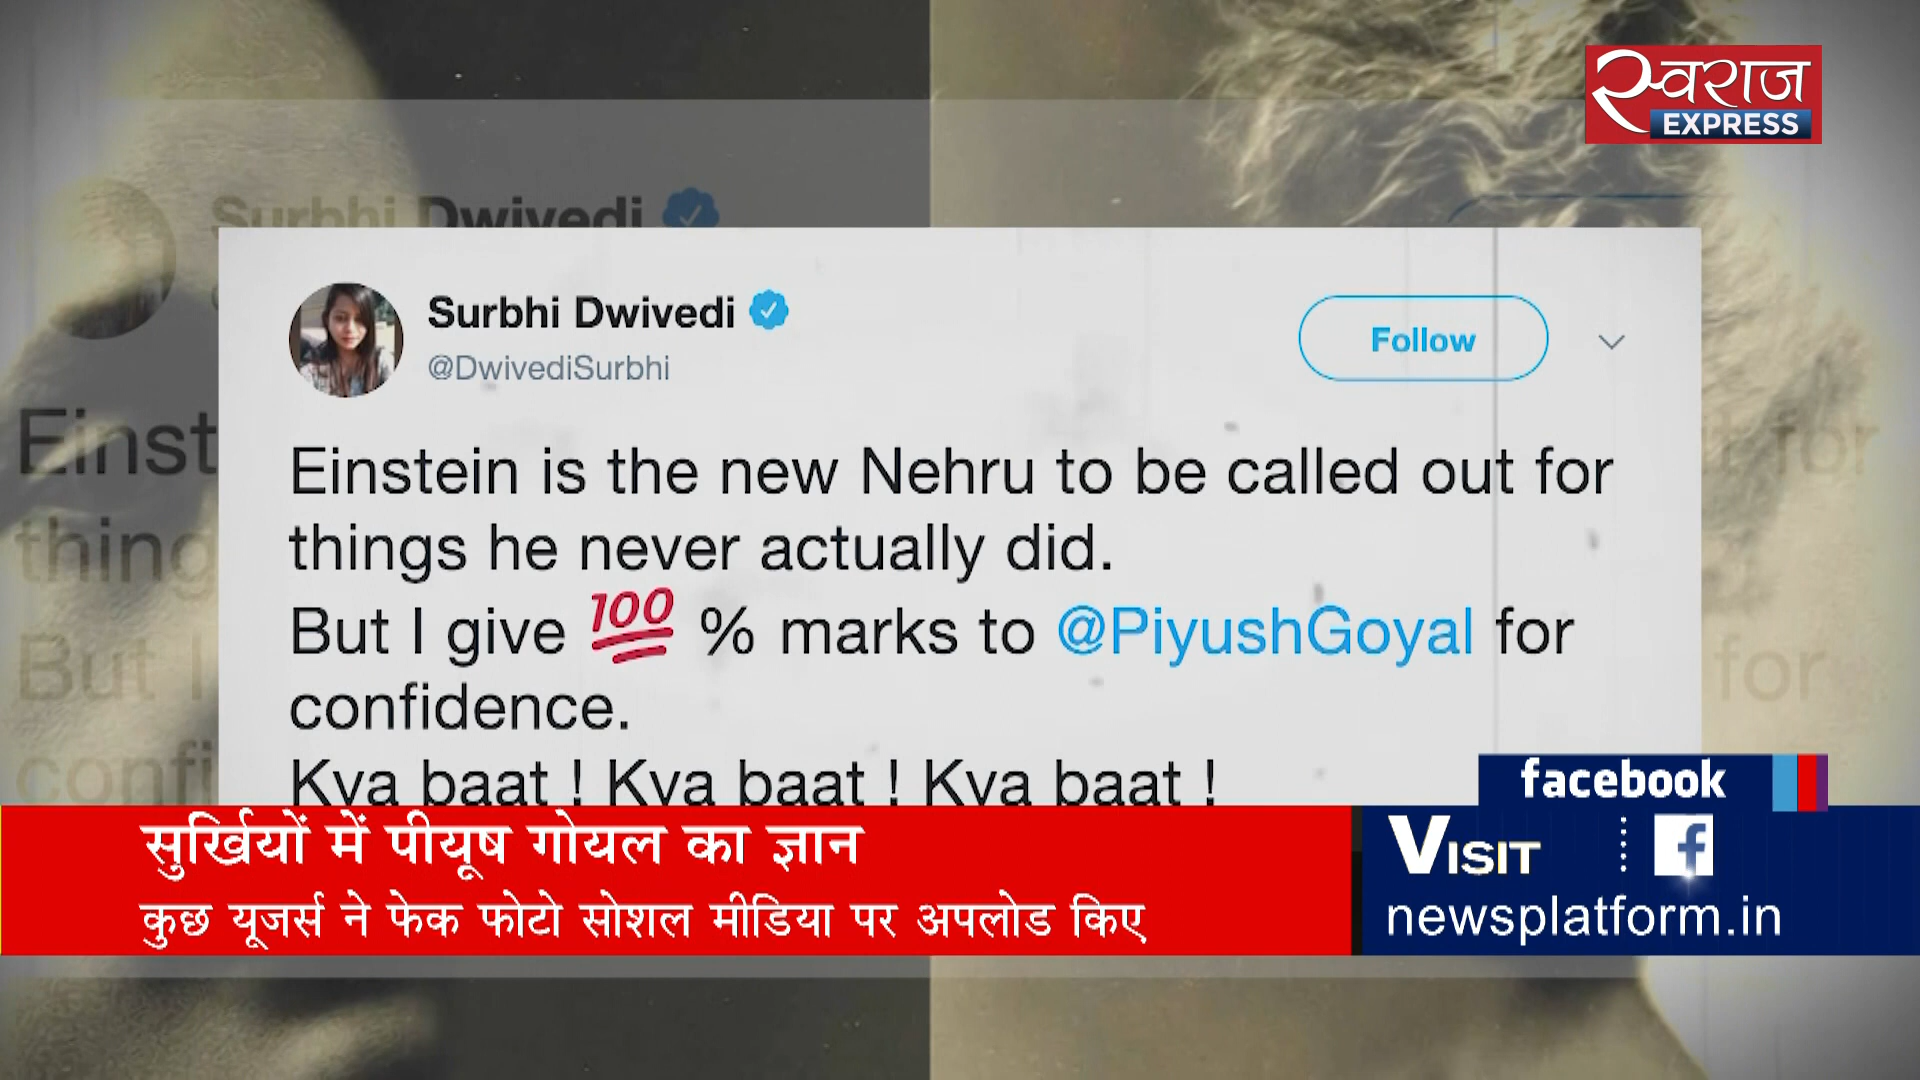 स्वराज
EXPRESS
Surbhi Dwivedi
Surbhi Dwivedi
@DwivediSurbhi
Follow
Einstein is the new Nehru to be called out for
things he never actually did.
But I give 💯 % marks to @PiyushGoyal for
confidence.
Kya baat ! Kya baat ! Kya baat !
facebook
सुर्खियों में पीयूष गोयल का ज्ञान
कुछ यूजर्स ने फेक फोटो सोशल मीडिया पर अपलोड किए
VISIT
newsplatform.in